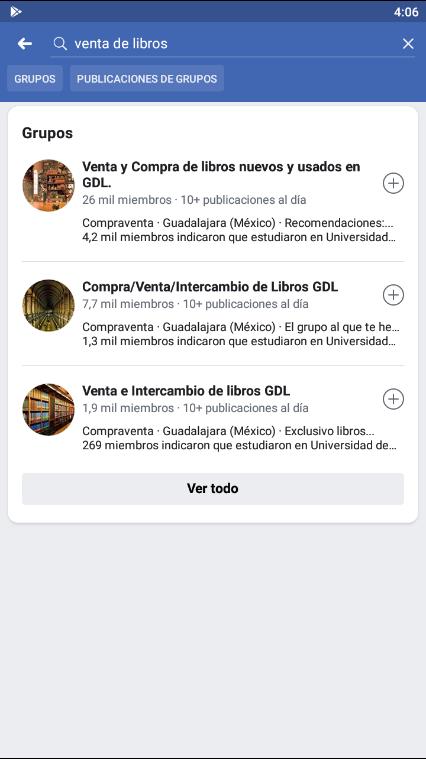 4:06
venta de libros
GRUPOS
PUBLICACIONES DE GRUPOS
Grupos
Venta y Compra de libros nuevos y usados en
GDL.
26 mil miembros · 10+ publicaciones al día
Compraventa · Guadalajara (México) · Recomendaciones:...
4,2 mil miembros indicaron que estudiaron en Universidad...
Compra/Venta/Intercambio de Libros GDL
7,7 mil miembros · 10+ publicaciones al día
Compraventa · Guadalajara (México) · El grupo al que te he...
1,3 mil miembros indicaron que estudiaron en Universidad...
Venta e Intercambio de libros GDL
1,9 mil miembros · 10+ publicaciones al día
Compraventa · Guadalajara (México) · Exclusivo libros...
269 miembros indicaron que estudiaron en Universidad de...
Ver todo